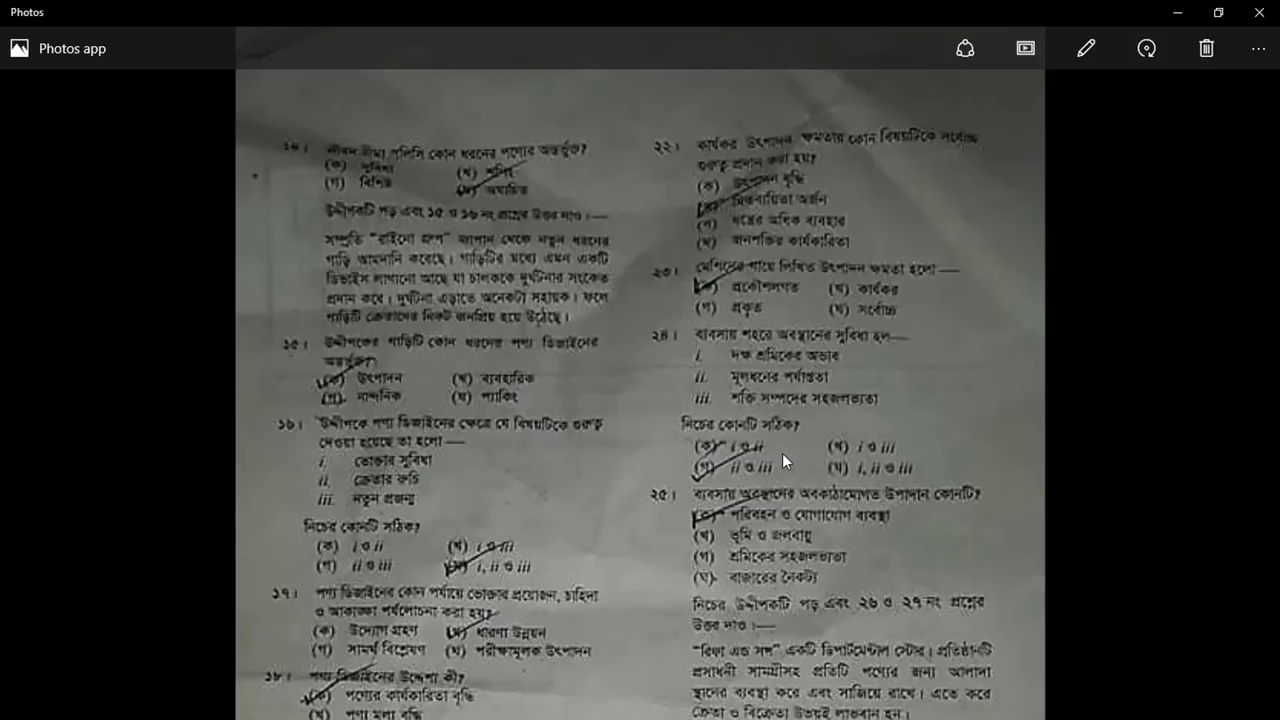 Photos
Photos app
১৪। জীবন বীমা পলিসি কোন ধরনের পণ্যের অন্তর্ভুক্ত?
(ক) সুবিধা (খ) শপিং
(গ) বিশিষ্ট (ঘ) অযাচিত
উদ্দীপকটি পড় এবং ১৫ ও ১৬ নং প্রশ্নের উত্তর দাও :—
সম্প্রতি “রাইনো গ্রুপ” জাপান থেকে নতুন ধরনের
গাড়ি আমদানি করেছে। গাড়িটির মধ্যে এমন একটি
ডিভাইস লাগানো আছে যা চালককে দুর্ঘটনার সংকেত
প্রদান করে। দুর্ঘটনা এড়াতে অনেকটা সহায়ক। ফলে
গাড়িটি ক্রেতাদের নিকট জনপ্রিয় হয়ে উঠেছে।
১৫। উদ্দীপকের গাড়িটি কোন ধরনের পণ্য ডিজাইনের
অন্তর্ভুক্ত?
(ক) উৎপাদন (খ) ব্যবহারিক
(গ) নান্দনিক (ঘ) প্যাকিং
১৬। উদ্দীপকে পণ্য ডিজাইনের ক্ষেত্রে যে বিষয়টিকে গুরুত্ব
দেওয়া হয়েছে তা হলো —
i. ভোক্তার সুবিধা
ii. ক্রেতার রুচি
iii. নতুন প্রজন্ম
নিচের কোনটি সঠিক?
(ক) i ও ii (খ) i ও iii
(গ) ii ও iii (ঘ) i, ii ও iii
১৭। পণ্য ডিজাইনের কোন পর্যায়ে ভোক্তার প্রয়োজন, চাহিদা
ও আকাঙ্ক্ষা পর্যলোচনা করা হয়?
(ক) উদ্যোগ গ্রহণ (খ) ধারণা উন্নয়ন
(গ) সামর্থ বিশ্লেষণ (ঘ) পরীক্ষামূলক উৎপাদন
১৮। পণ্য ডিজাইনের উদ্দেশ্য কী?
(ক) পণ্যের কার্যকারিতা বৃদ্ধি
(খ) পণ্য মূল্য বৃদ্ধি
২২। কার্যকর উৎপাদন ক্ষমতায় কোন বিষয়টিকে সর্বোচ্চ
গুরুত্ব প্রদান করা হয়?
(ক) উৎপাদন বৃদ্ধি
(খ) মিতব্যয়িতা অর্জন
(গ) যন্ত্রের অধিক ব্যবহার
(ঘ) জনশক্তির কার্যকারিতা
২৩। মেশিনের গায়ে লিখিত উৎপাদন ক্ষমতা হলো —
(ক) প্রকৌশলগত (খ) কার্যকর
(গ) প্রকৃত (ঘ) সর্বোচ্চ
২৪। ব্যবসায় শহরে অবস্থানের সুবিধা হল—
i. দক্ষ শ্রমিকের অভাব
ii. মূলধনের পর্যাপ্ততা
iii. শক্তি সম্পদের সহজলভ্যতা
নিচের কোনটি সঠিক?
(ক) i ও ii (খ) i ও iii
(গ) ii ও iii (ঘ) i, ii ও iii
২৫। ব্যবসায় অবস্থানের অবকাঠামোগত উপাদান কোনটি?
(ক) পরিবহন ও যোগাযোগ ব্যবস্থা
(খ) ভূমি ও জলবায়ু
(গ) শ্রমিকের সহজলভ্যতা
(ঘ) বাজারের নৈকট্য
নিচের উদ্দীপকটি পড় এবং ২৬ ও ২৭ নং প্রশ্নের
উত্তর দাও :—
“রিফা এন্ড সন্স” একটি ডিপার্টমেন্টাল স্টোর। প্রতিষ্ঠানটি
প্রসাধনী সামগ্রীসহ প্রতিটি পণ্যের জন্য আলাদা
স্থানের ব্যবস্থা করে এবং সাজিয়ে রাখে। এতে করে
ক্রেতা ও বিক্রেতা উভয়ই লাভবান হন।